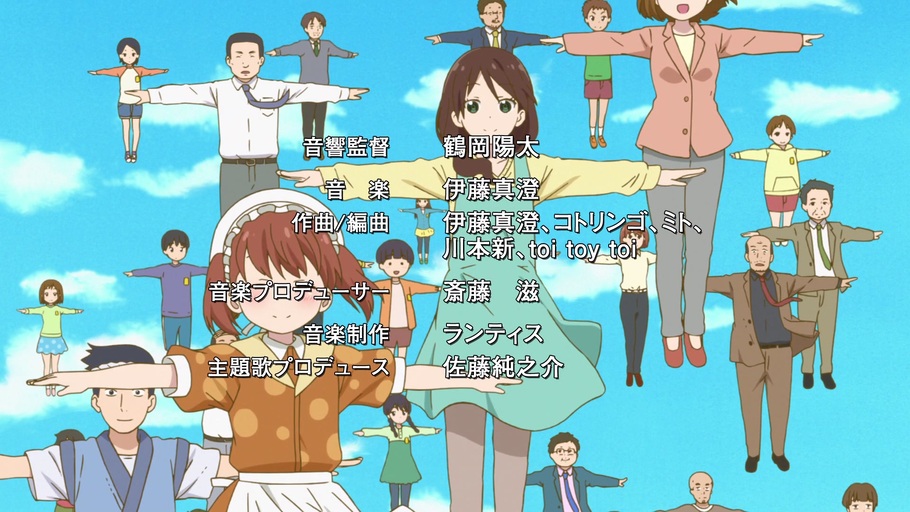 音響監督 鶴岡陽太
音　楽 伊藤真澄
作曲/編曲 伊藤真澄、コトリンゴ、ミト、
川本新、toi toy toi
音楽プロデューサー 斎藤　滋
音楽制作 ランティス
主題歌プロデュース 佐藤純之介